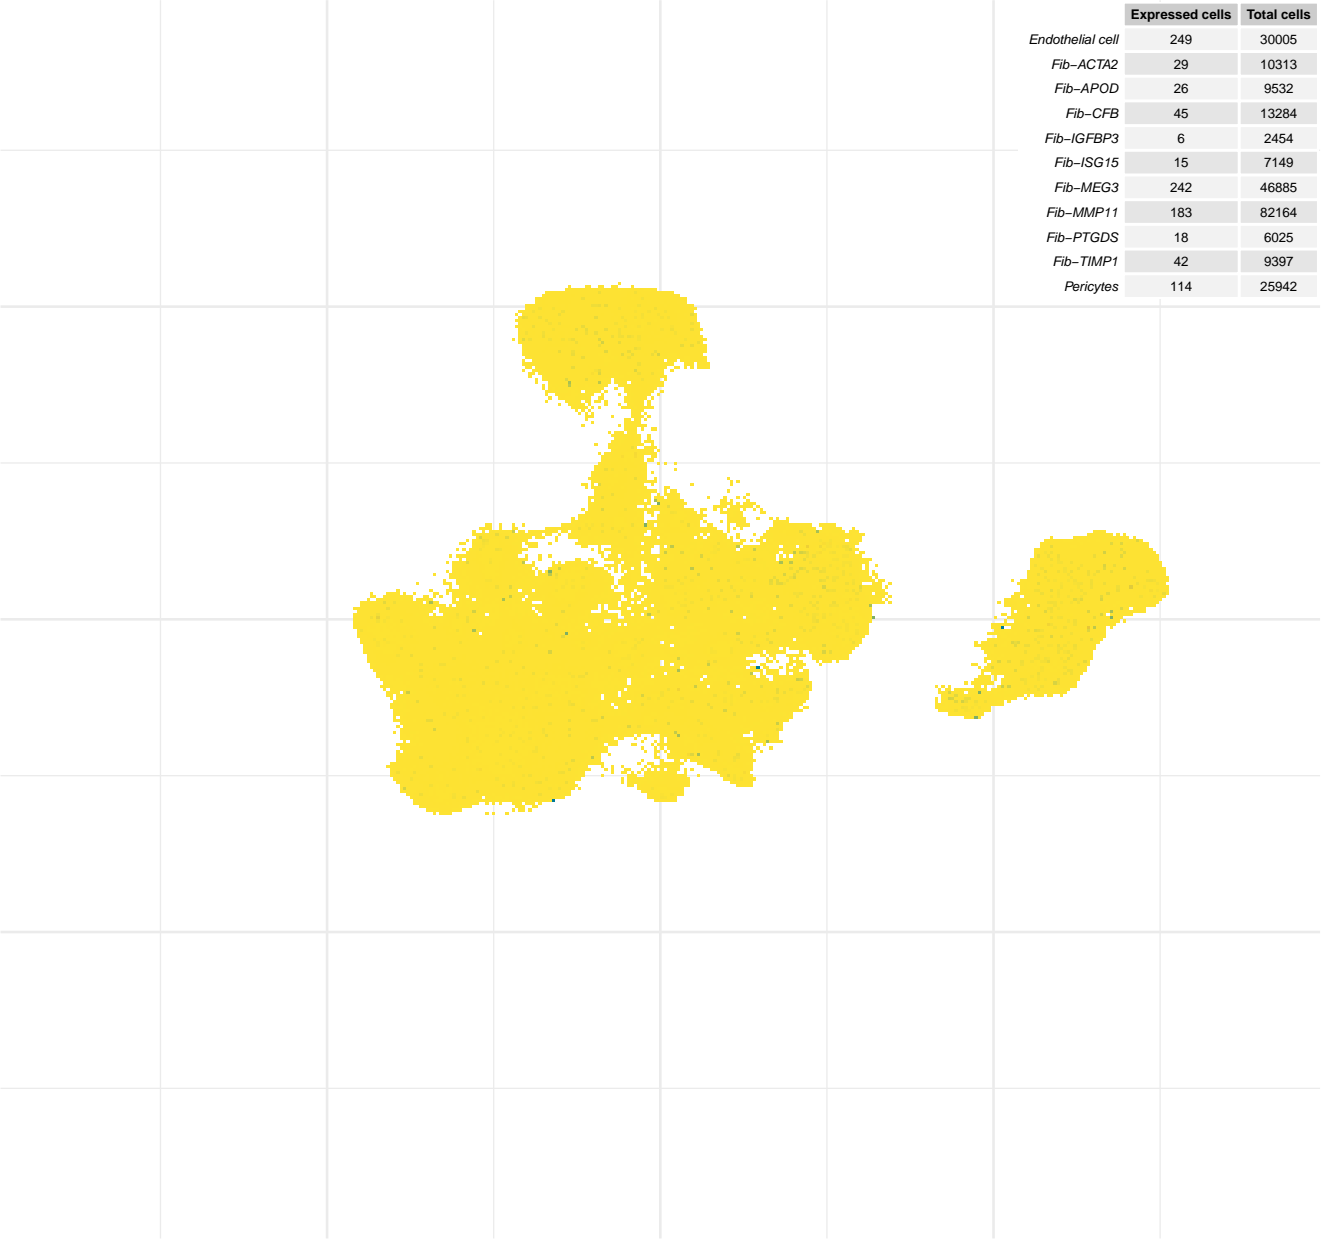 Expressed cells Total cells
Endothelial cell 249 30005
Fib−ACTA2 29 10313
Fib−APOD 26 9532
Fib−CFB 45 13284
Fib−IGFBP3 6 2454
Fib−ISG15 15 7149
Fib−MEG3 242 46885
Fib−MMP11 183 82164
Fib−PTGDS 18 6025
Fib−TIMP1 42 9397
Pericytes 114 25942